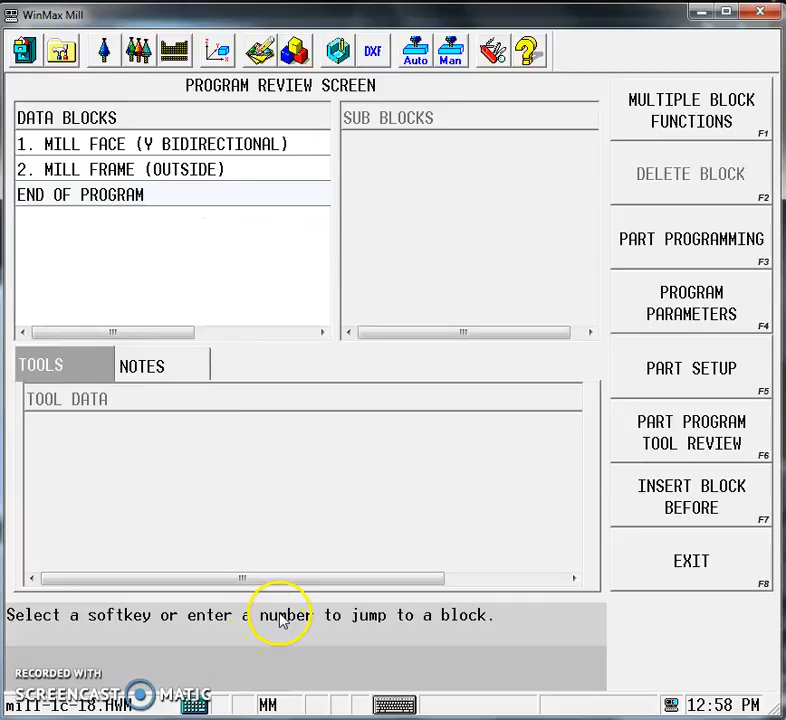 WinMax Mill
DXF
Auto
Man
PROGRAM REVIEW SCREEN
DATA BLOCKS
1. MILL FACE (Y BIDIRECTIONAL)
2. MILL FRAME (OUTSIDE)
END OF PROGRAM
SUB BLOCKS
TOOLS
NOTES
TOOL DATA
MULTIPLE BLOCK
FUNCTIONS
F1
DELETE BLOCK
F2
PART PROGRAMMING
F3
PROGRAM
PARAMETERS
F4
PART SETUP
F5
PART PROGRAM
TOOL REVIEW
F6
INSERT BLOCK
BEFORE
F7
EXIT
F8
Select a softkey or enter a number to jump to a block.
RECORDED WITH
SCREENCAST MATIC
mill-1c-18.HWM
MM
12:58 PM